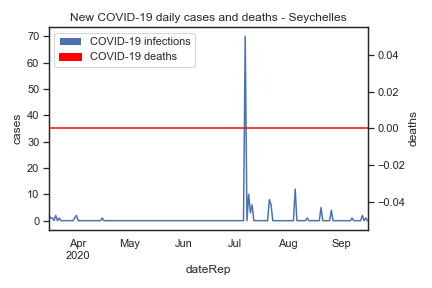 New COVID-19 daily cases and deaths - Seychelles
COVID-19 infections
COVID-19 deaths
70
60
50
40
30
20
10
0
cases
0.04
0.02
0.00
−0.02
−0.04
deaths
Apr
2020
May
Jun
Jul
Aug
Sep
dateRep